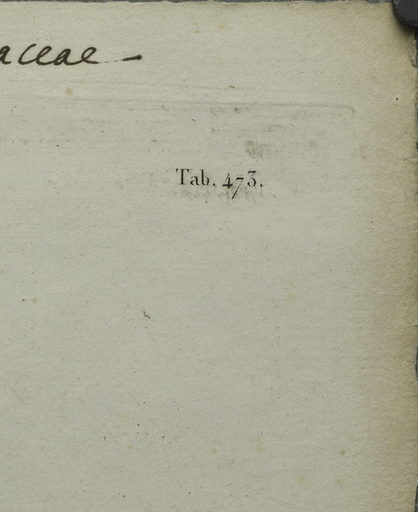 aceae -
Tab. 473.